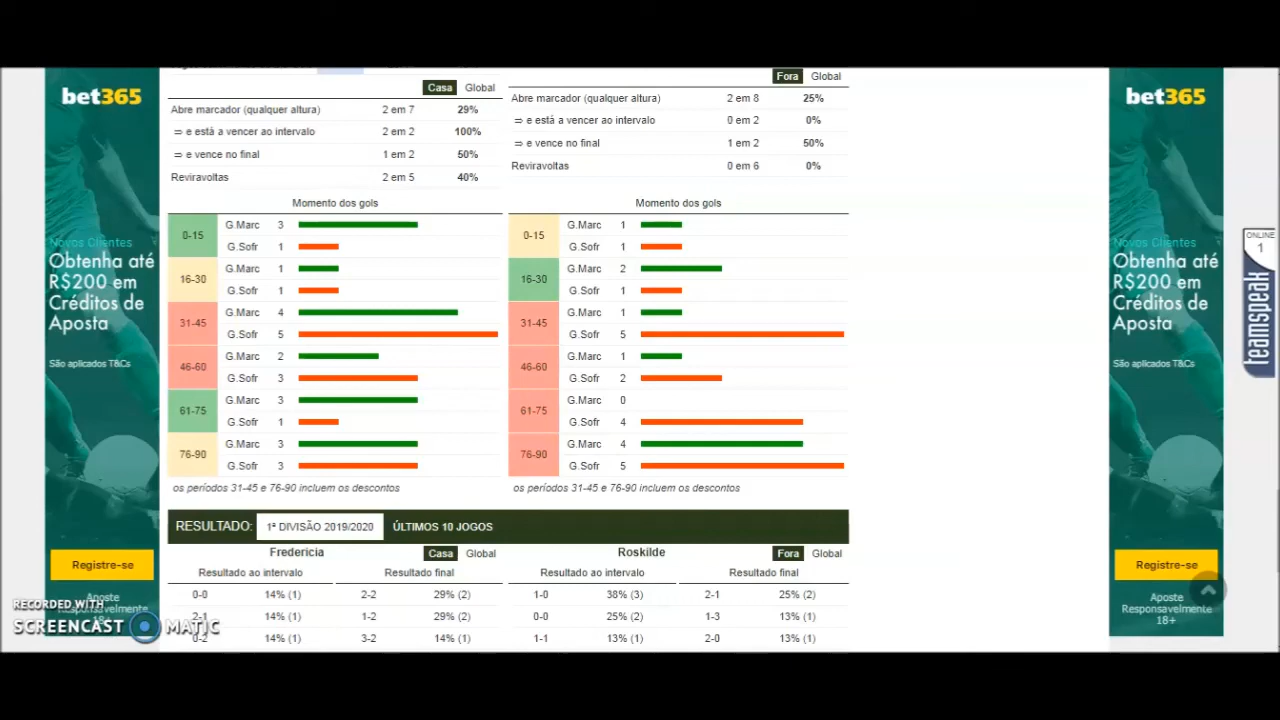 bet365
Novos Clientes
Obtenha até
R$200 em
Créditos de
Aposta
São aplicados T&Cs
Registre-se
Aposte
Responsavelmente
18+
RECORDED WITH
SCREENCAST MATIC
Casa Global
Abre marcador (qualquer altura) 2 em 7 29%
⇒ e está a vencer ao intervalo 2 em 2 100%
⇒ e vence no final 1 em 2 50%
Reviravoltas 2 em 5 40%
Momento dos gols
0-15 G.Marc 3
G.Sofr 1
16-30 G.Marc 1
G.Sofr 1
31-45 G.Marc 4
G.Sofr 5
46-60 G.Marc 2
G.Sofr 3
61-75 G.Marc 3
G.Sofr 1
76-90 G.Marc 3
G.Sofr 3
os períodos 31-45 e 76-90 incluem os descontos
Fora Global
Abre marcador (qualquer altura) 2 em 8 25%
⇒ e está a vencer ao intervalo 0 em 2 0%
⇒ e vence no final 1 em 2 50%
Reviravoltas 0 em 6 0%
Momento dos gols
0-15 G.Marc 1
G.Sofr 1
16-30 G.Marc 2
G.Sofr 1
31-45 G.Marc 1
G.Sofr 5
46-60 G.Marc 1
G.Sofr 2
61-75 G.Marc 0
G.Sofr 4
76-90 G.Marc 4
G.Sofr 5
os períodos 31-45 e 76-90 incluem os descontos
RESULTADO: 1ª DIVISÃO 2019/2020 ÚLTIMOS 10 JOGOS
Fredericia Casa Global
Resultado ao intervalo Resultado final
0-0 14% (1) 2-2 29% (2)
2-1 14% (1) 1-2 29% (2)
0-2 14% (1) 3-2 14% (1)
Roskilde Fora Global
Resultado ao intervalo Resultado final
1-0 38% (3) 2-1 25% (2)
0-0 25% (2) 1-3 13% (1)
1-1 13% (1) 2-0 13% (1)
bet365
Novos Clientes
Obtenha até
R$200 em
Créditos de
Aposta
São aplicados T&Cs
Registre-se
Aposte
Responsavelmente
18+
ONLINE
1
teamspeak